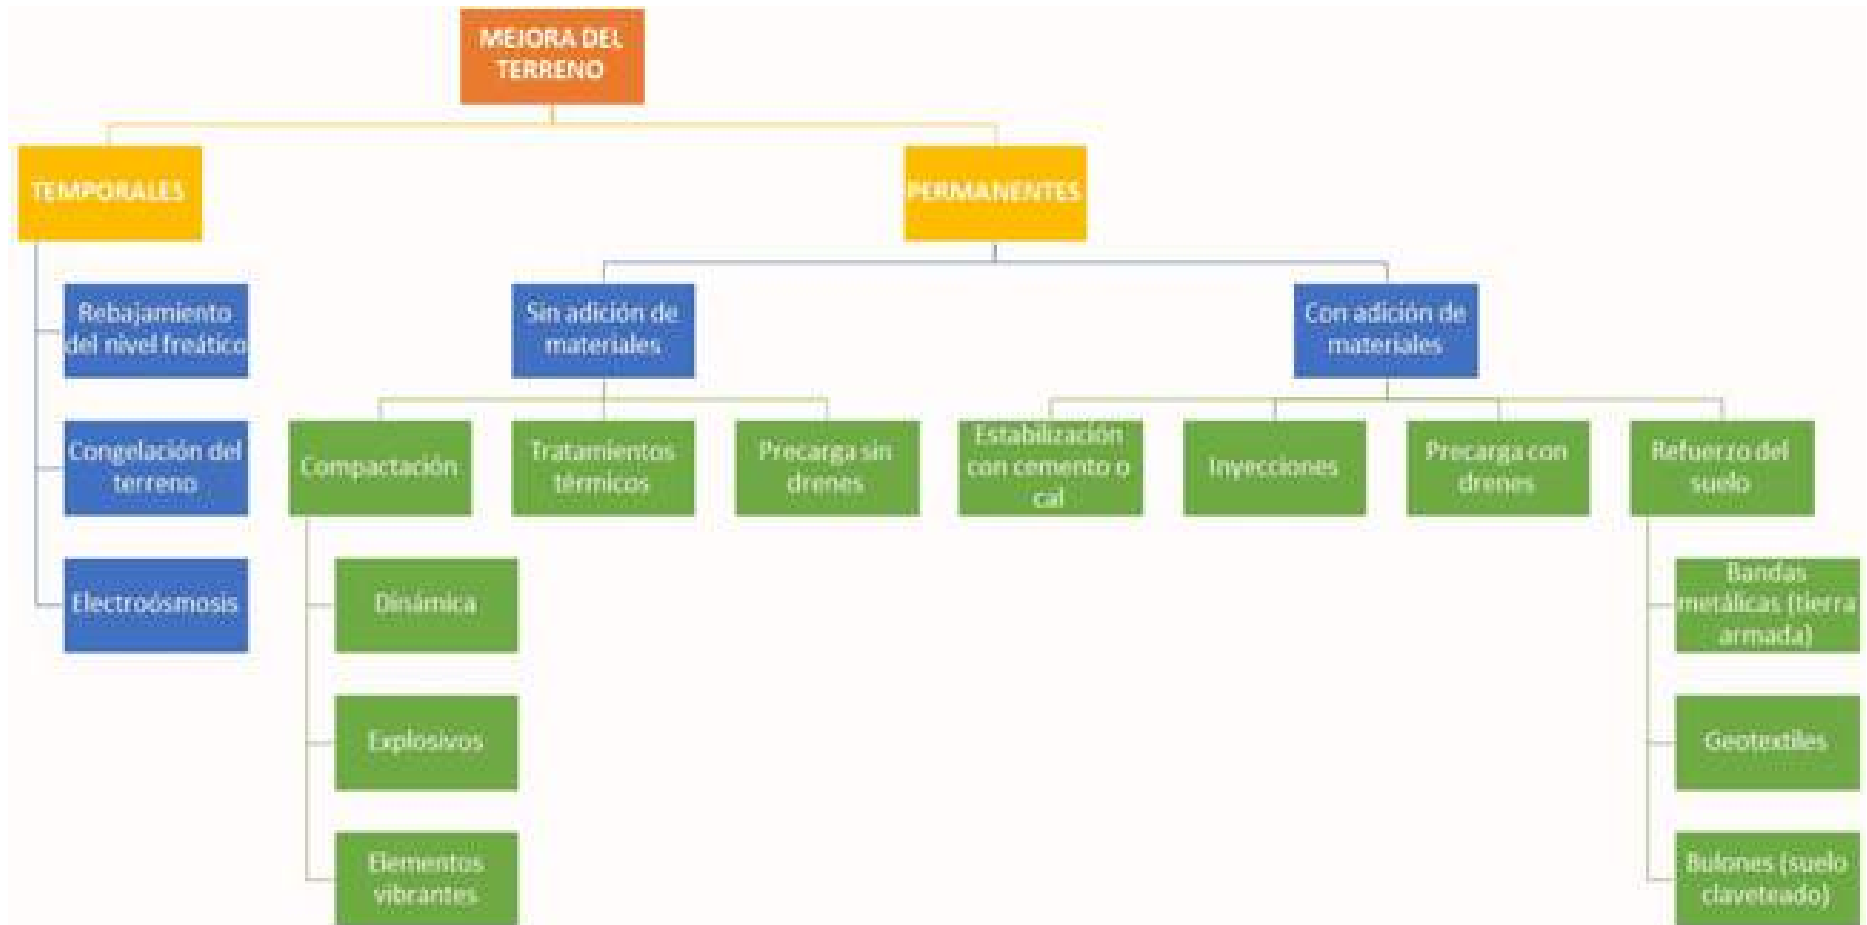 MEJORA DEL
TERRENO
TEMPORALES
PERMANENTES
Rebajamiento
del nivel freático
Sin adición de
materiales
Con adición de
materiales
Congelación del
terreno
Compactación
Tratamientos
térmicos
Precarga sin
drenes
Estabilización
con cemento o
cal
Inyecciones
Precarga con
drenes
Refuerzo del
suelo
Electroósmosis
Dinámica
Bandas
metálicas (tierra
armada)
Explosivos
Geotextiles
Elementos
vibrantes
Bulones (suelo
claveteado)